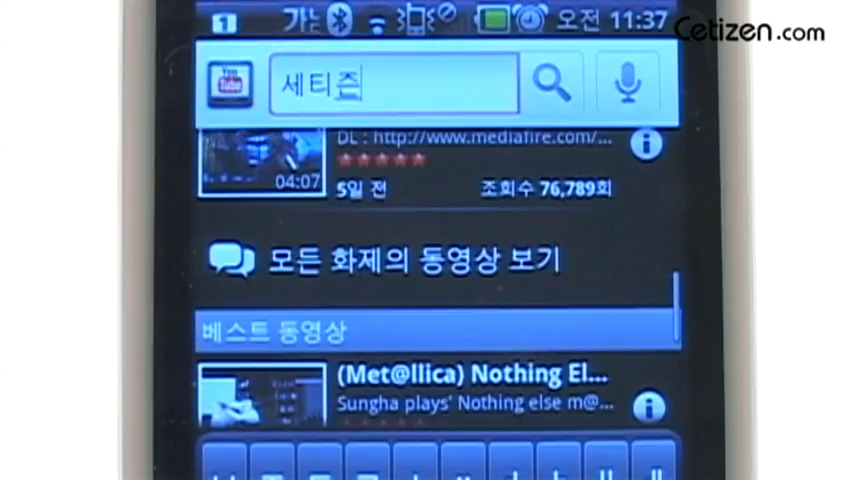 1 가 오전 11:37
Cetizen.com
You Tube
세티즌
DL : http://www.mediafire.com/...
04:07
5일 전 조회수 76,789회
모든 화제의 동영상 보기
베스트 동영상
(Met@llica) Nothing El...
Sungha plays' Nothing else m@...